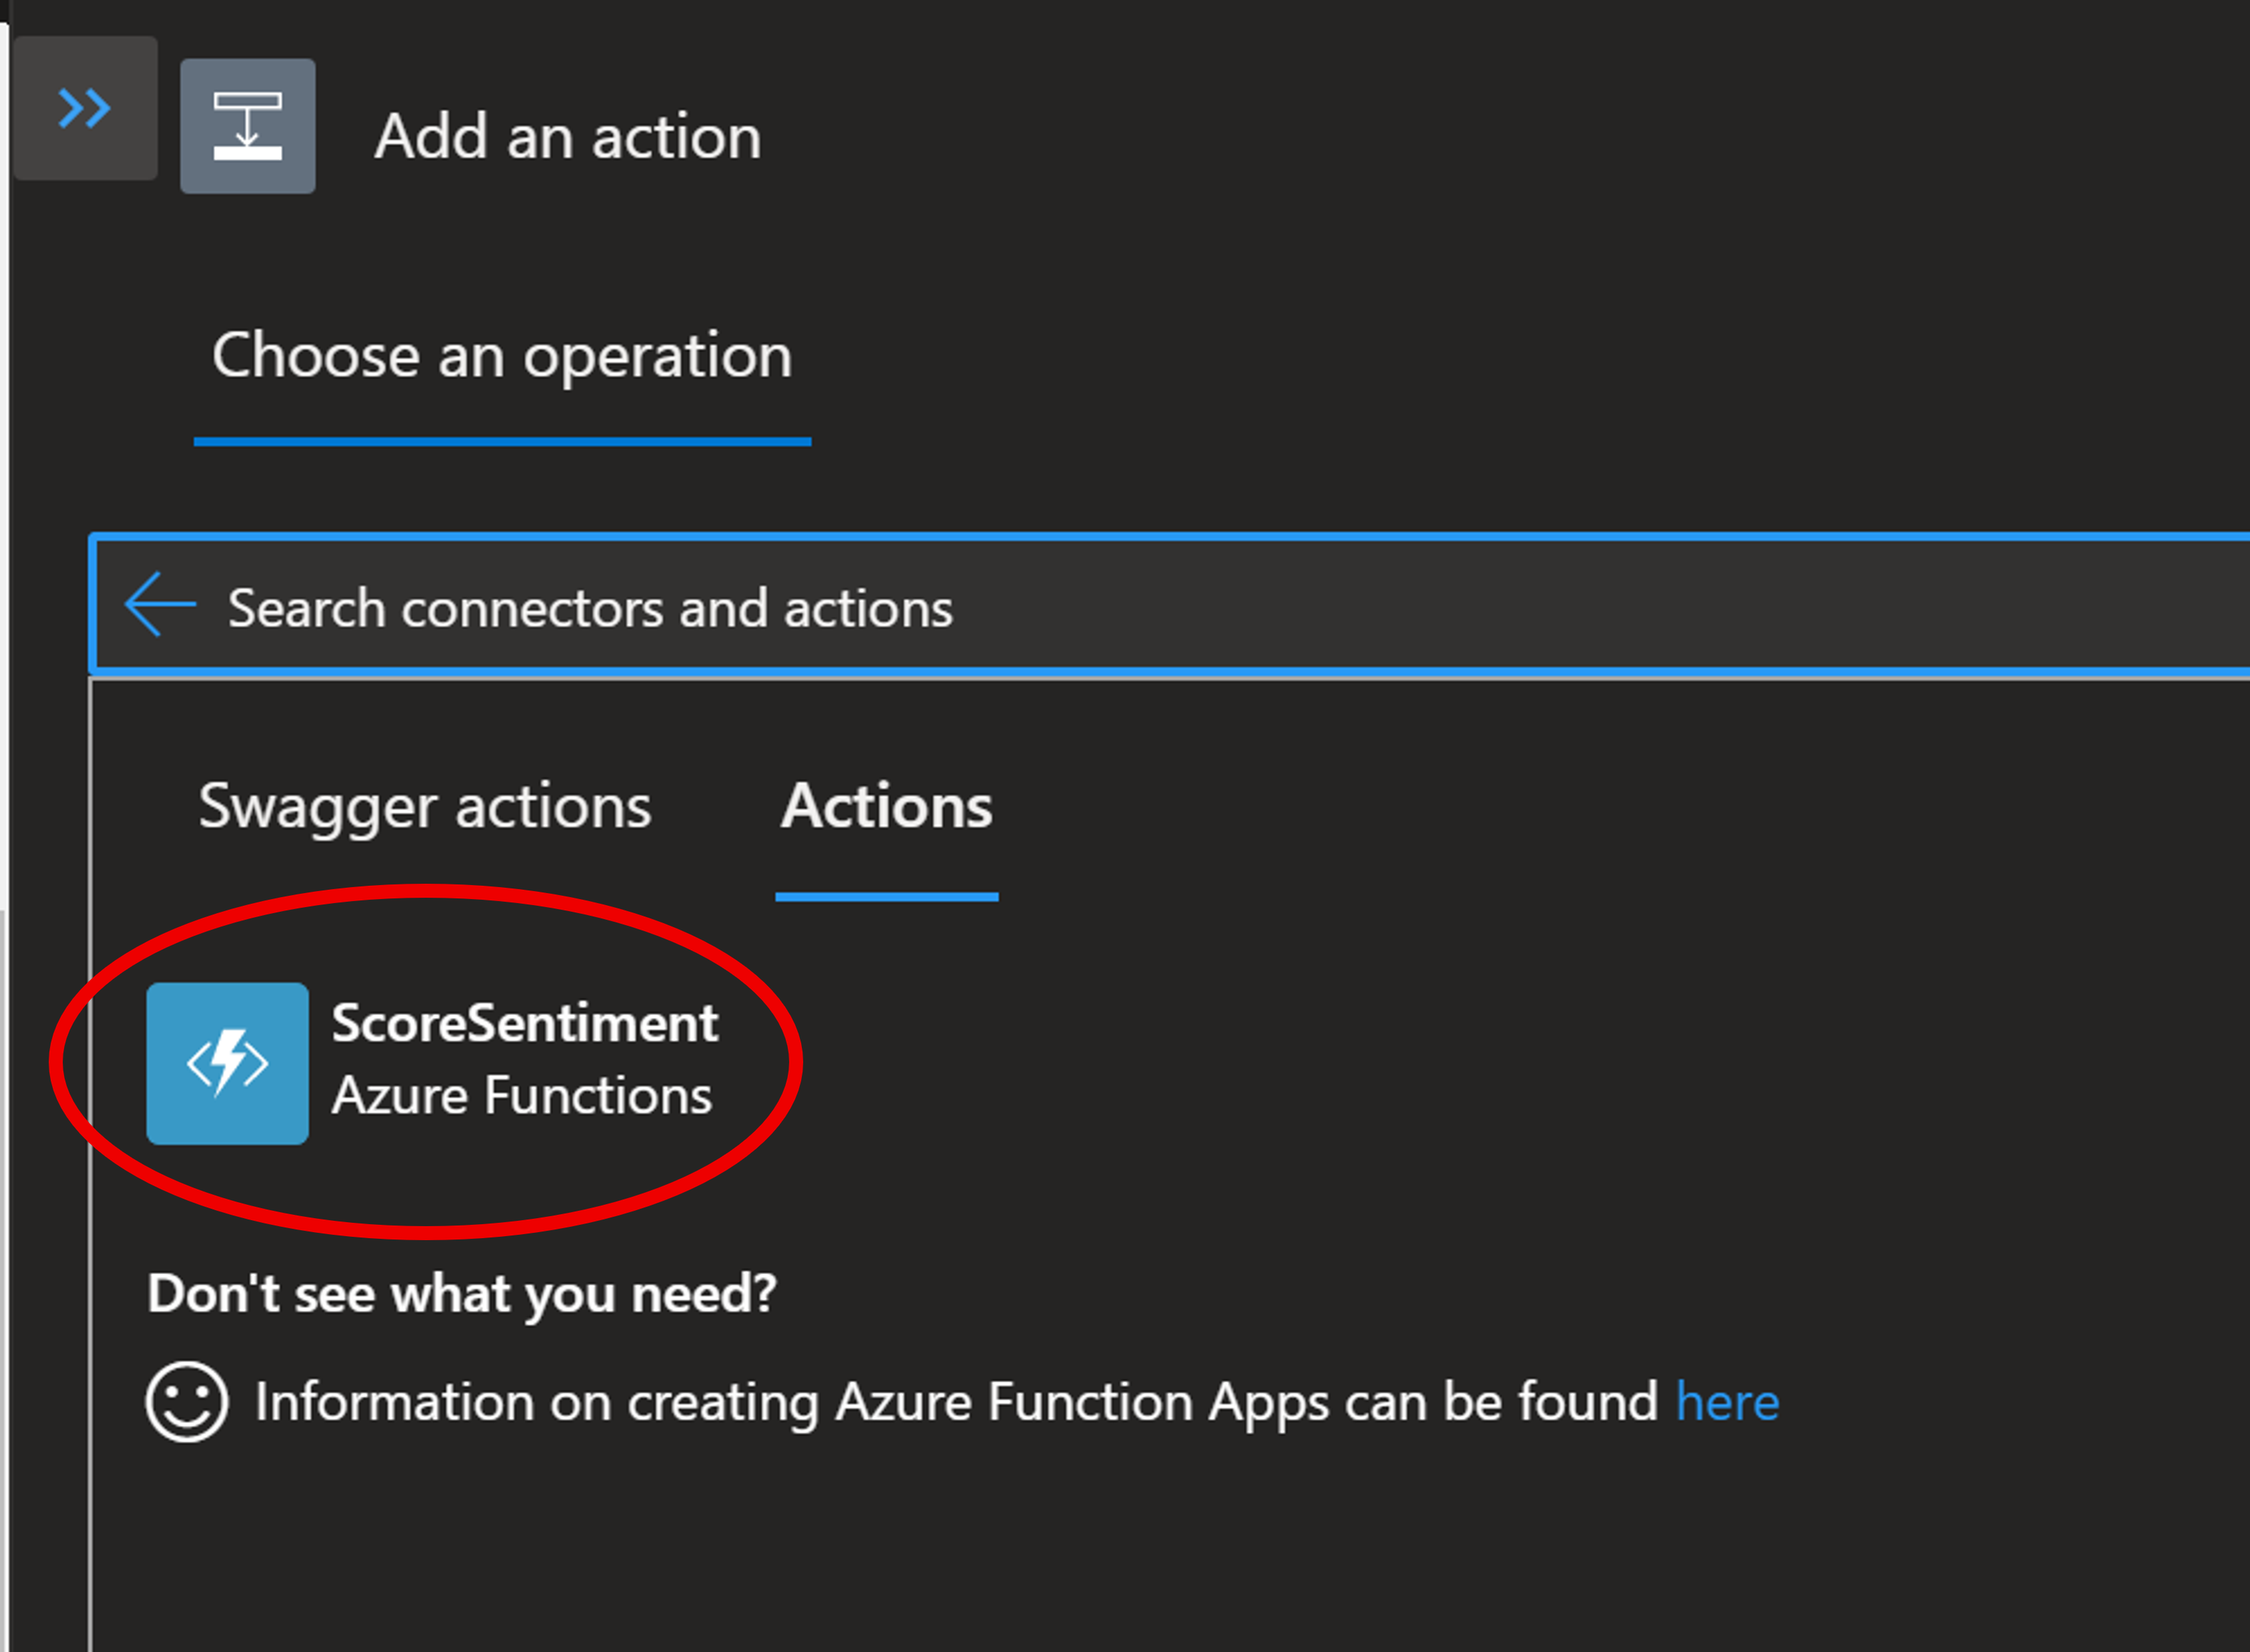 Add an action
Choose an operation
Search connectors and actions
Swagger actions
Actions
ScoreSentiment
Azure Functions
Don't see what you need?
Information on creating Azure Function Apps can be found here